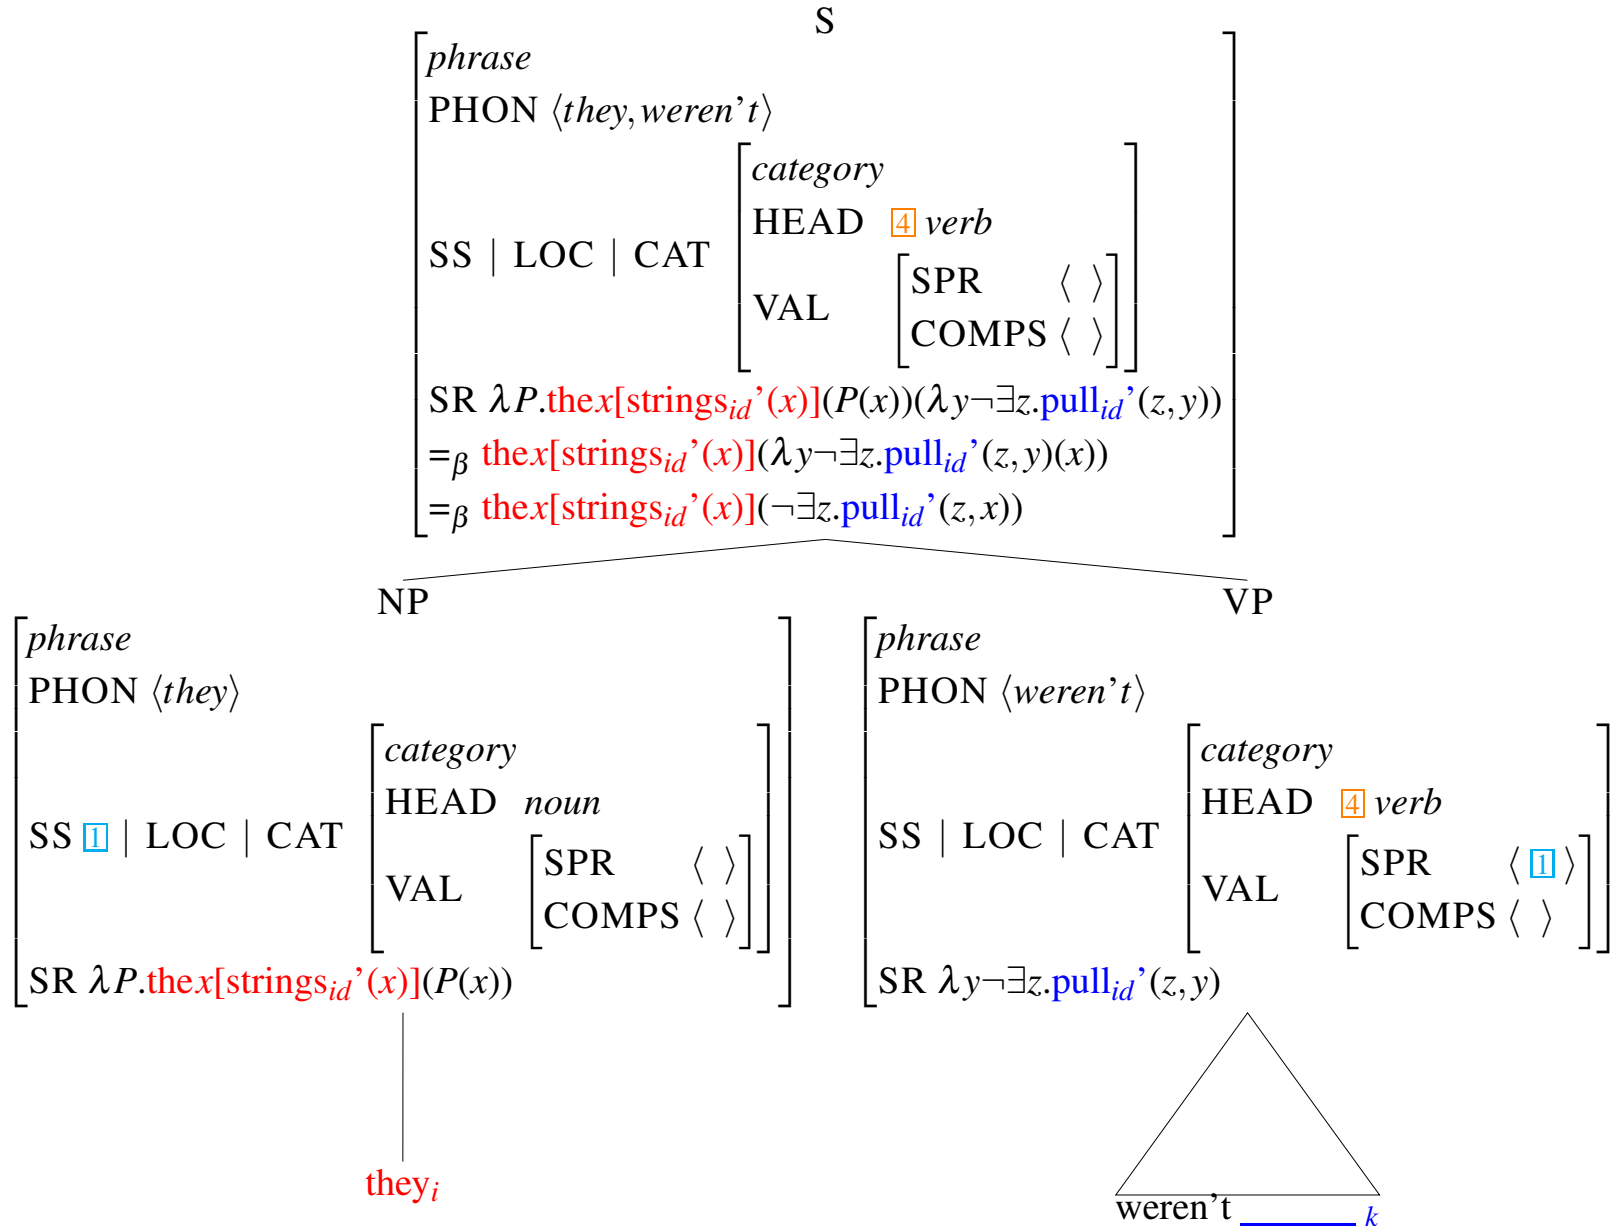 S
phrase
PHON ⟨they, weren't⟩
category
HEAD 4 verb
SS | LOC | CAT
SPR ⟨ ⟩
VAL
COMPS ⟨ ⟩
SR λP.thex[strings_id'(x)](P(x))(λy¬∃z.pull_id'(z,y))
=β thex[strings_id'(x)](λy¬∃z.pull_id'(z,y)(x))
=β thex[strings_id'(x)](¬∃z.pull_id'(z,x))
NP
phrase
PHON ⟨they⟩
category
HEAD noun
SS 1 | LOC | CAT
SPR ⟨ ⟩
VAL
COMPS ⟨ ⟩
SR λP.thex[strings_id'(x)](P(x))
they_i
VP
phrase
PHON ⟨weren't⟩
category
HEAD 4 verb
SS | LOC | CAT
SPR ⟨ 1 ⟩
VAL
COMPS ⟨ ⟩
SR λy¬∃z.pull_id'(z,y)
weren't ______ k